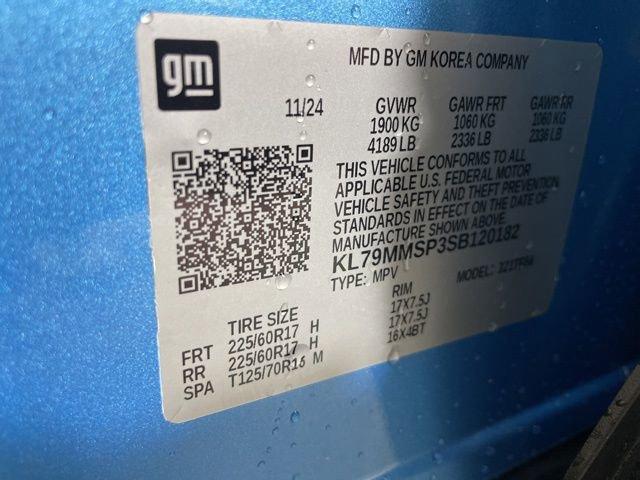 gm
MFD BY GM KOREA COMPANY
11/24 GVWR GAWR FRT GAWR RR
1900 KG 1060 KG 1060 KG
4189 LB 2336 LB 2336 LB
THIS VEHICLE CONFORMS TO ALL
APPLICABLE U.S. FEDERAL MOTOR
VEHICLE SAFETY AND THEFT PREVENTION
STANDARDS IN EFFECT ON THE DATE OF
MANUFACTURE SHOWN ABOVE.
KL79MMSP3SB120182
TYPE: MPV MODEL:
TIRE SIZE RIM
FRT 225/60R17 H 17X7.5J
RR 225/60R17 H 17X7.5J
SPA T125/70R16 M 16X4BT